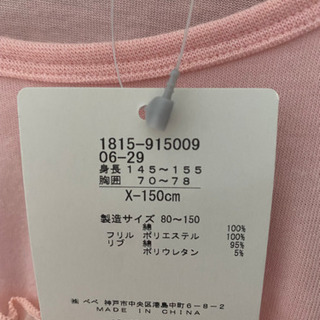 1815-915009
06-29
身長 145~155
胸囲 70~78
X-150cm
製造サイズ 80~150
綿 100%
フリル ポリエステル 100%
リブ 綿 95%
ポリウレタン 5%
㈱ べべ 神戸市中央区港島中町6-8-2
MADE IN CHINA